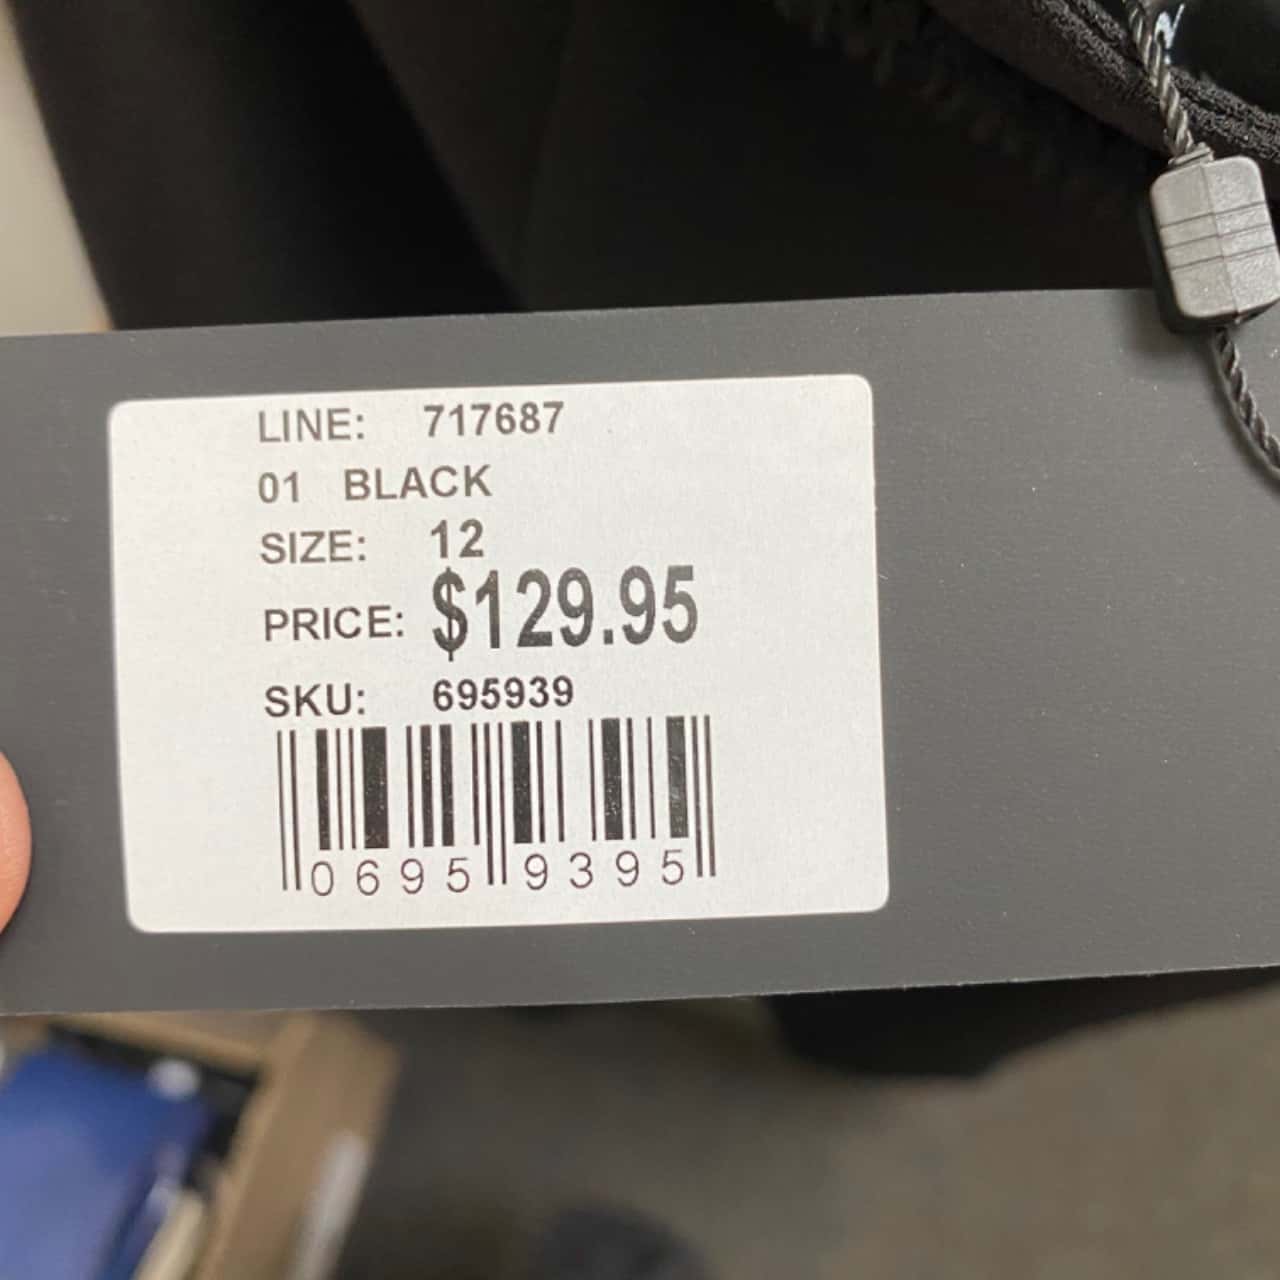 LINE: 717687
01 BLACK
SIZE: 12
PRICE: $129.95
SKU: 695939
0695 9395